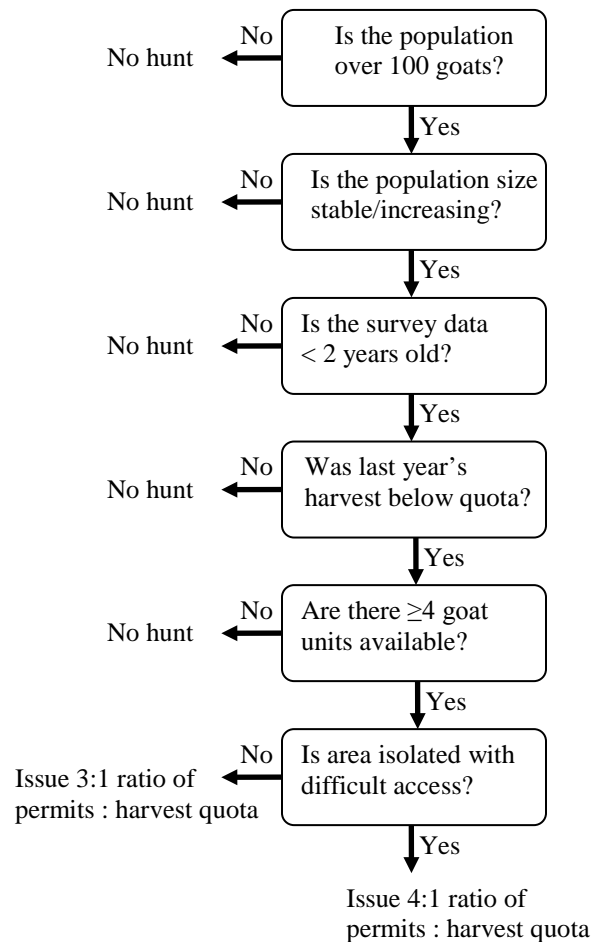 Is the population
over 100 goats?
No
No hunt
Yes
Is the population size
stable/increasing?
No
No hunt
Yes
Is the survey data
< 2 years old?
No
No hunt
Yes
Was last year’s
harvest below quota?
No
No hunt
Yes
Are there ≥4 goat
units available?
No
No hunt
Yes
Is area isolated with
difficult access?
No
Issue 3:1 ratio of
permits : harvest quota
Yes
Issue 4:1 ratio of
permits : harvest quota